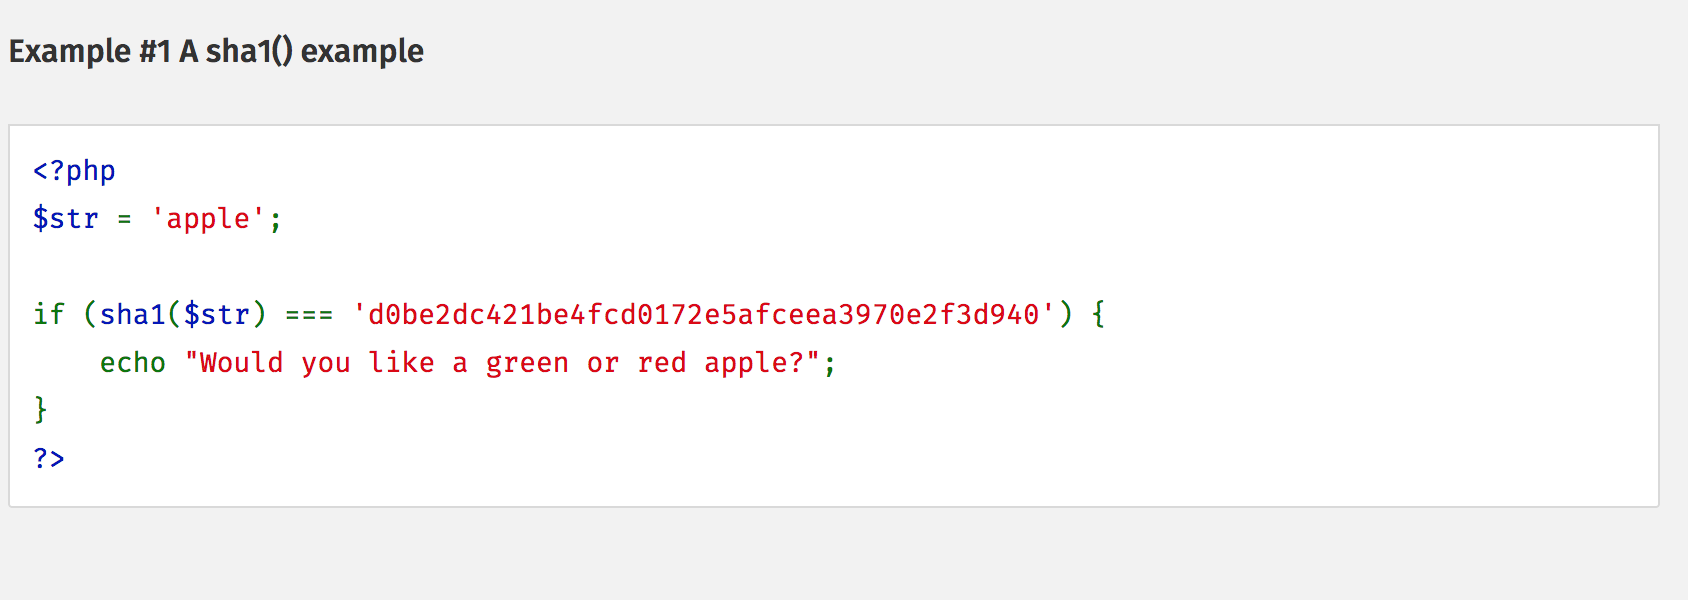 Example #1 A sha1() example
<?php
$str = 'apple';
if (sha1($str) === 'd0be2dc421be4fcd0172e5afceea3970e2f3d940') {
    echo "Would you like a green or red apple?";
}
?>